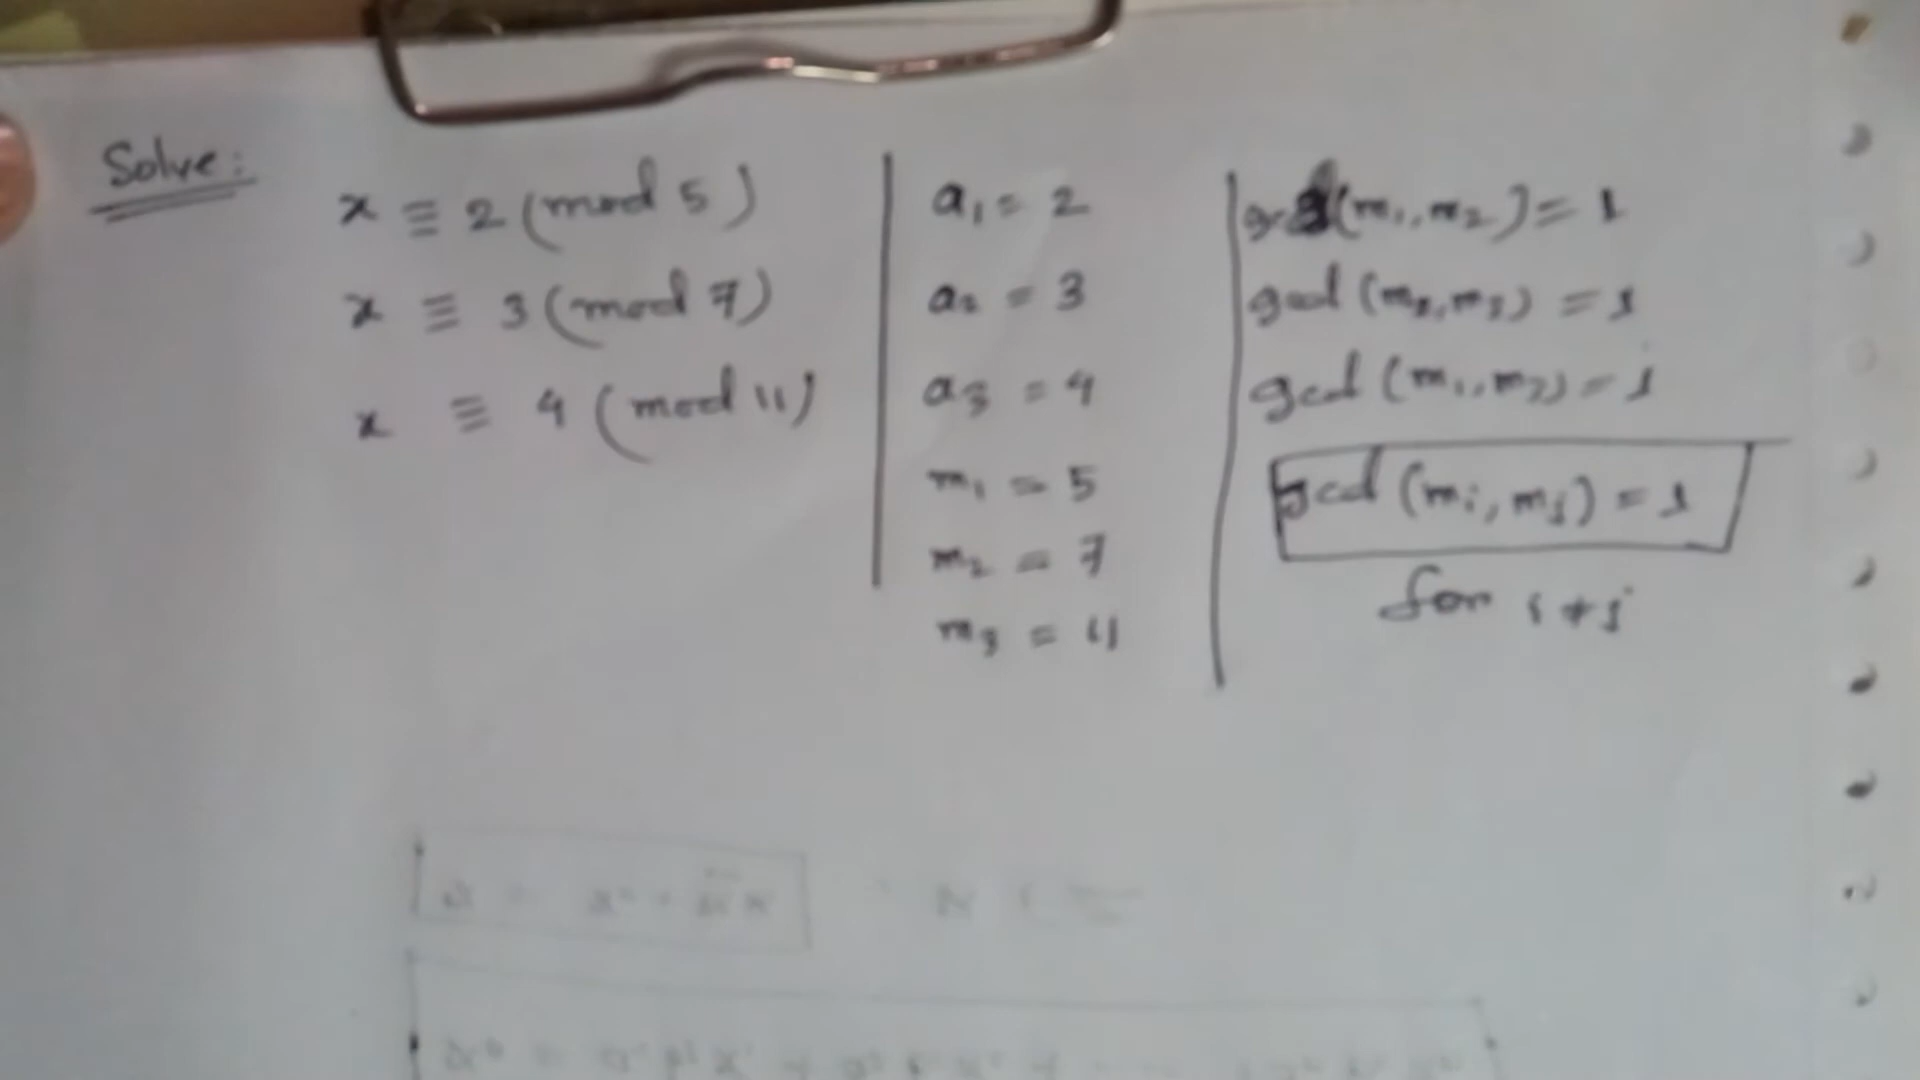 Solve:
x ≡ 2 (mod 5)
x ≡ 3 (mod 7)
x ≡ 4 (mod 11)
a₁ = 2
a₂ = 3
a₃ = 4
m₁ = 5
m₂ = 7
m₃ = 11
gcd (m₁, m₂) = 1
gcd (m₂, m₃) = 1
gcd (m₁, m₃) = 1
gcd (mᵢ, mⱼ) = 1
for i ≠ j